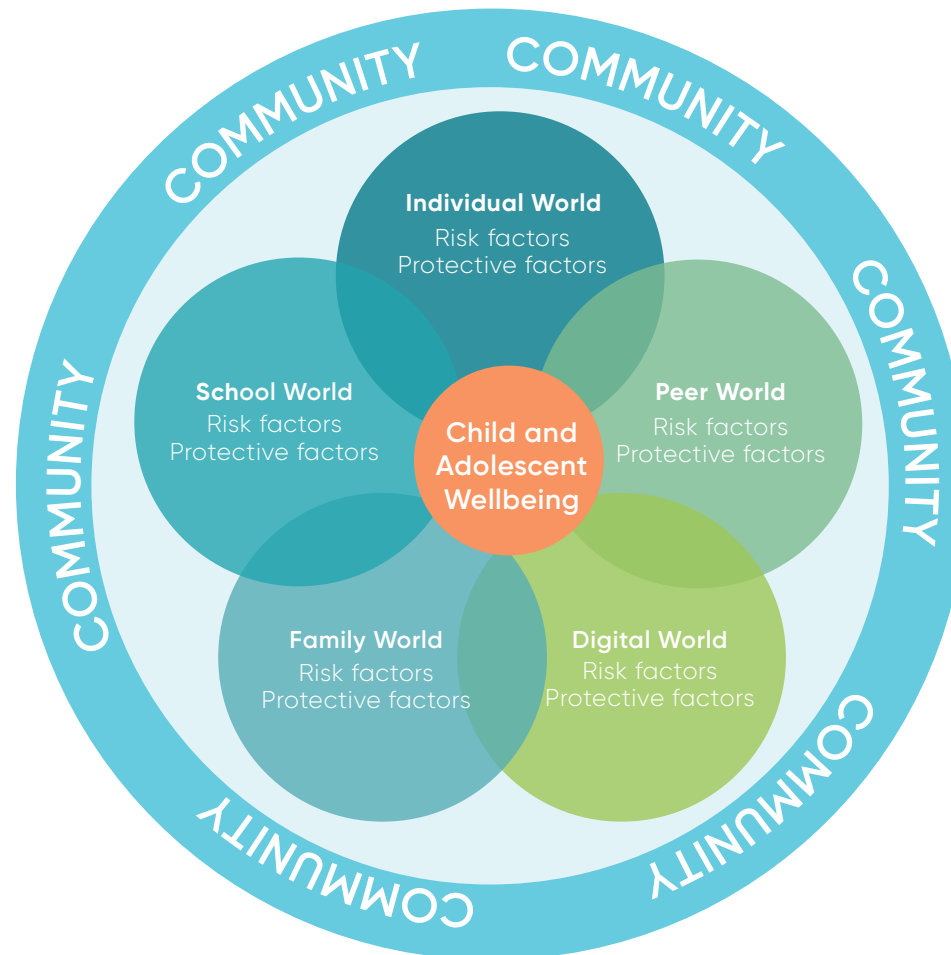 COMMUNITY
COMMUNITY
COMMUNITY
COMMUNITY
COMMUNITY
COMMUNITY
Individual World
Risk factors
Protective factors
School World
Risk factors
Protective factors
Peer World
Risk factors
Protective factors
Child and
Adolescent
Wellbeing
Family World
Risk factors
Protective factors
Digital World
Risk factors
Protective factors